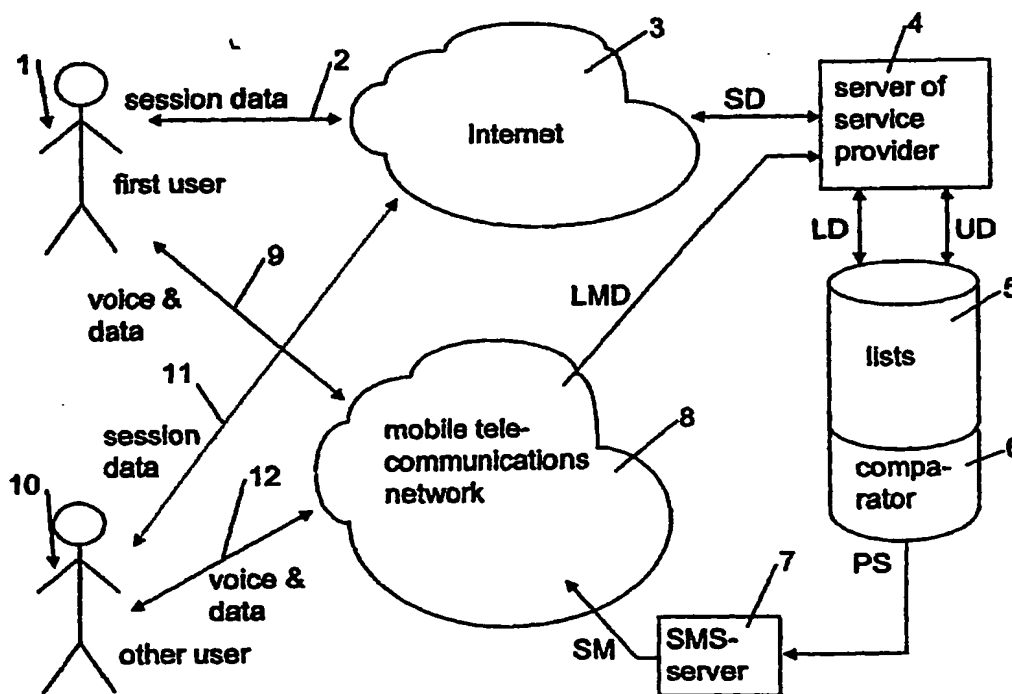 1
session data
2
3
Internet
SD
4
server of
service
provider
first user
LD
UD
9
voice &
data
LMD
5
lists
11
session
data
mobile tele-
communications
network
8
compa-
rator
6
10
12
voice &
data
PS
7
SMS-
server
SM
other user